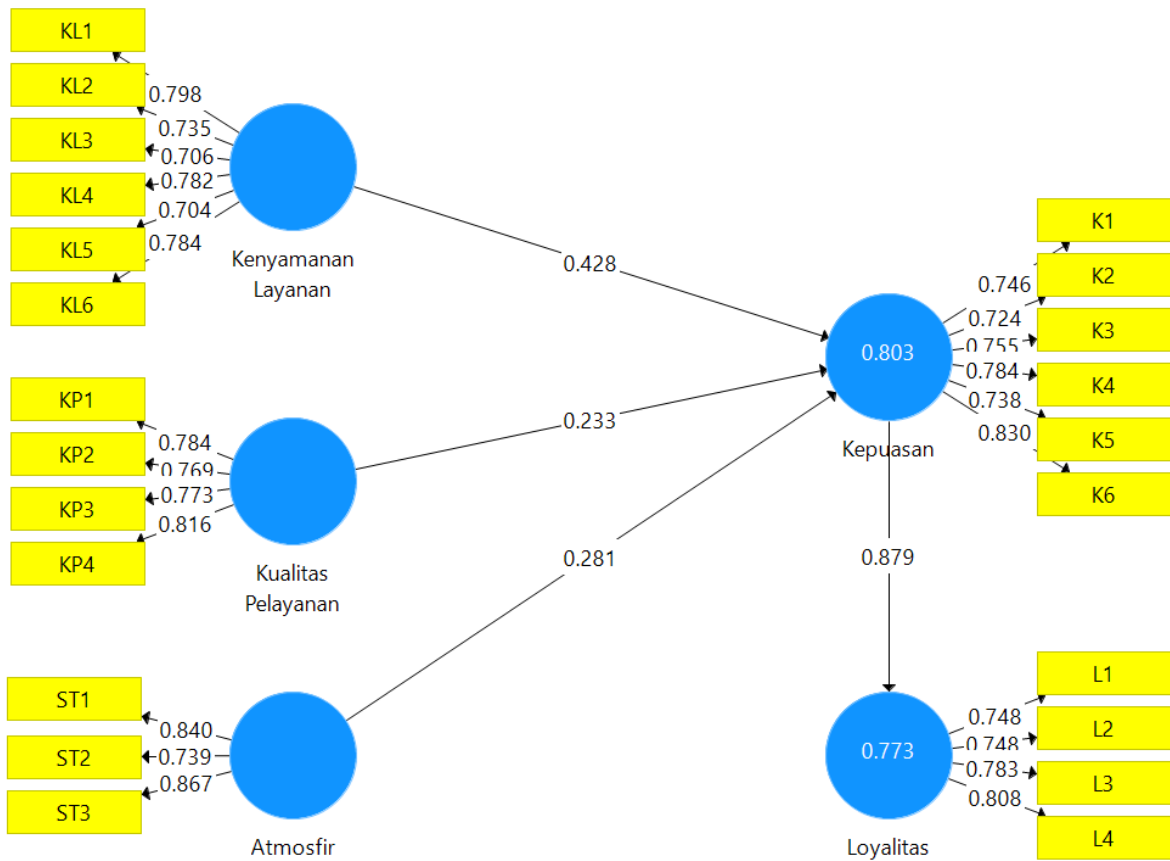 KL1
KL2
KL3
KL4
KL5
KL6
0.798
0.735
0.706
0.782
0.704
0.784
Kenyamanan
Layanan
0.428
KP1
KP2
KP3
KP4
0.784
0.769
0.773
0.816
Kualitas
Pelayanan
0.233
ST1
ST2
ST3
0.840
0.739
0.867
Atmosfir
0.281
0.803
Kepuasan
0.746
0.724
0.755
0.784
0.738
0.830
K1
K2
K3
K4
K5
K6
0.879
0.773
Loyalitas
0.748
0.748
0.783
0.808
L1
L2
L3
L4